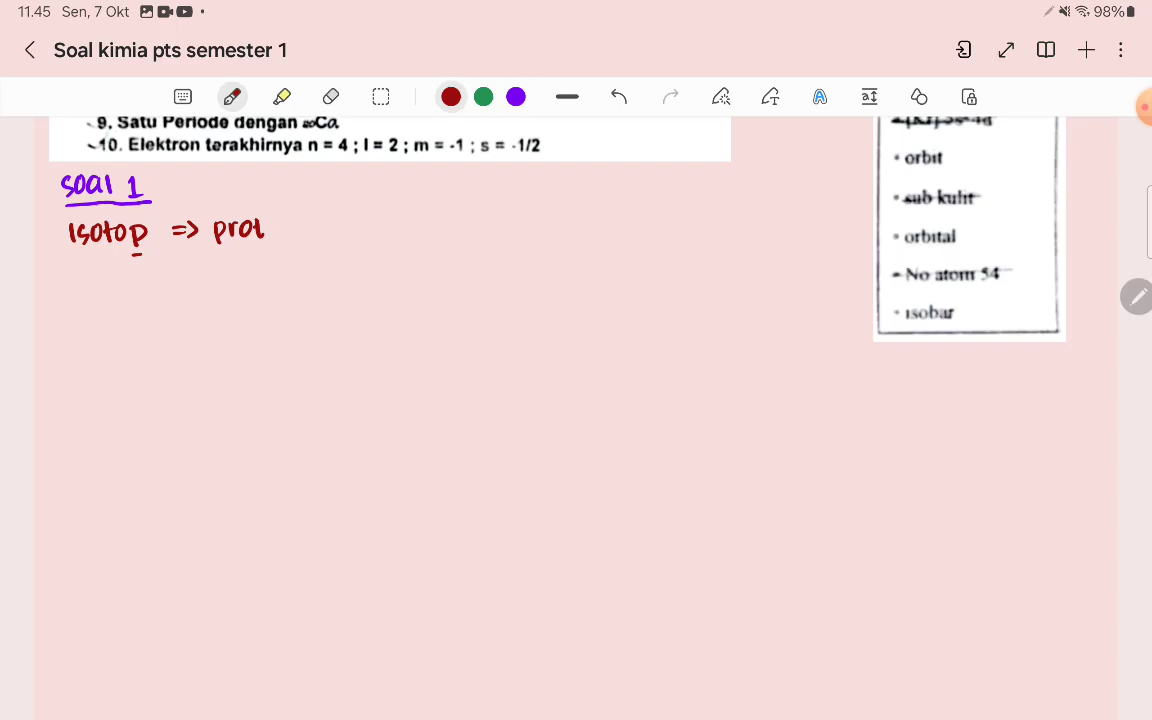 11.45 Sen, 7 Okt
98%
Soal kimia pts semester 1
9. Satu Periode dengan ₂₀Ca.
10. Elektron terakhirnya n = 4 ; l = 2 ; m = -1 ; s = -1/2
soal 1
isotop => prot
• orbit
• sub kulit
• orbital
- No atom 54
• isobar